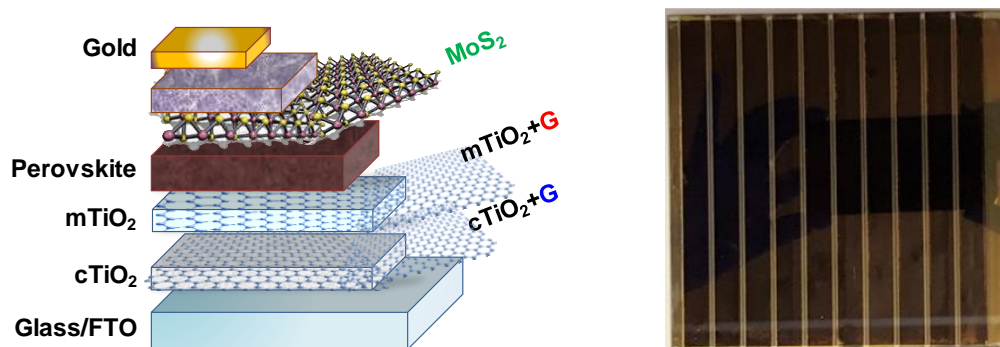 Gold
MoS₂
Perovskite
mTiO₂+G
mTiO₂
cTiO₂+G
cTiO₂
Glass/FTO